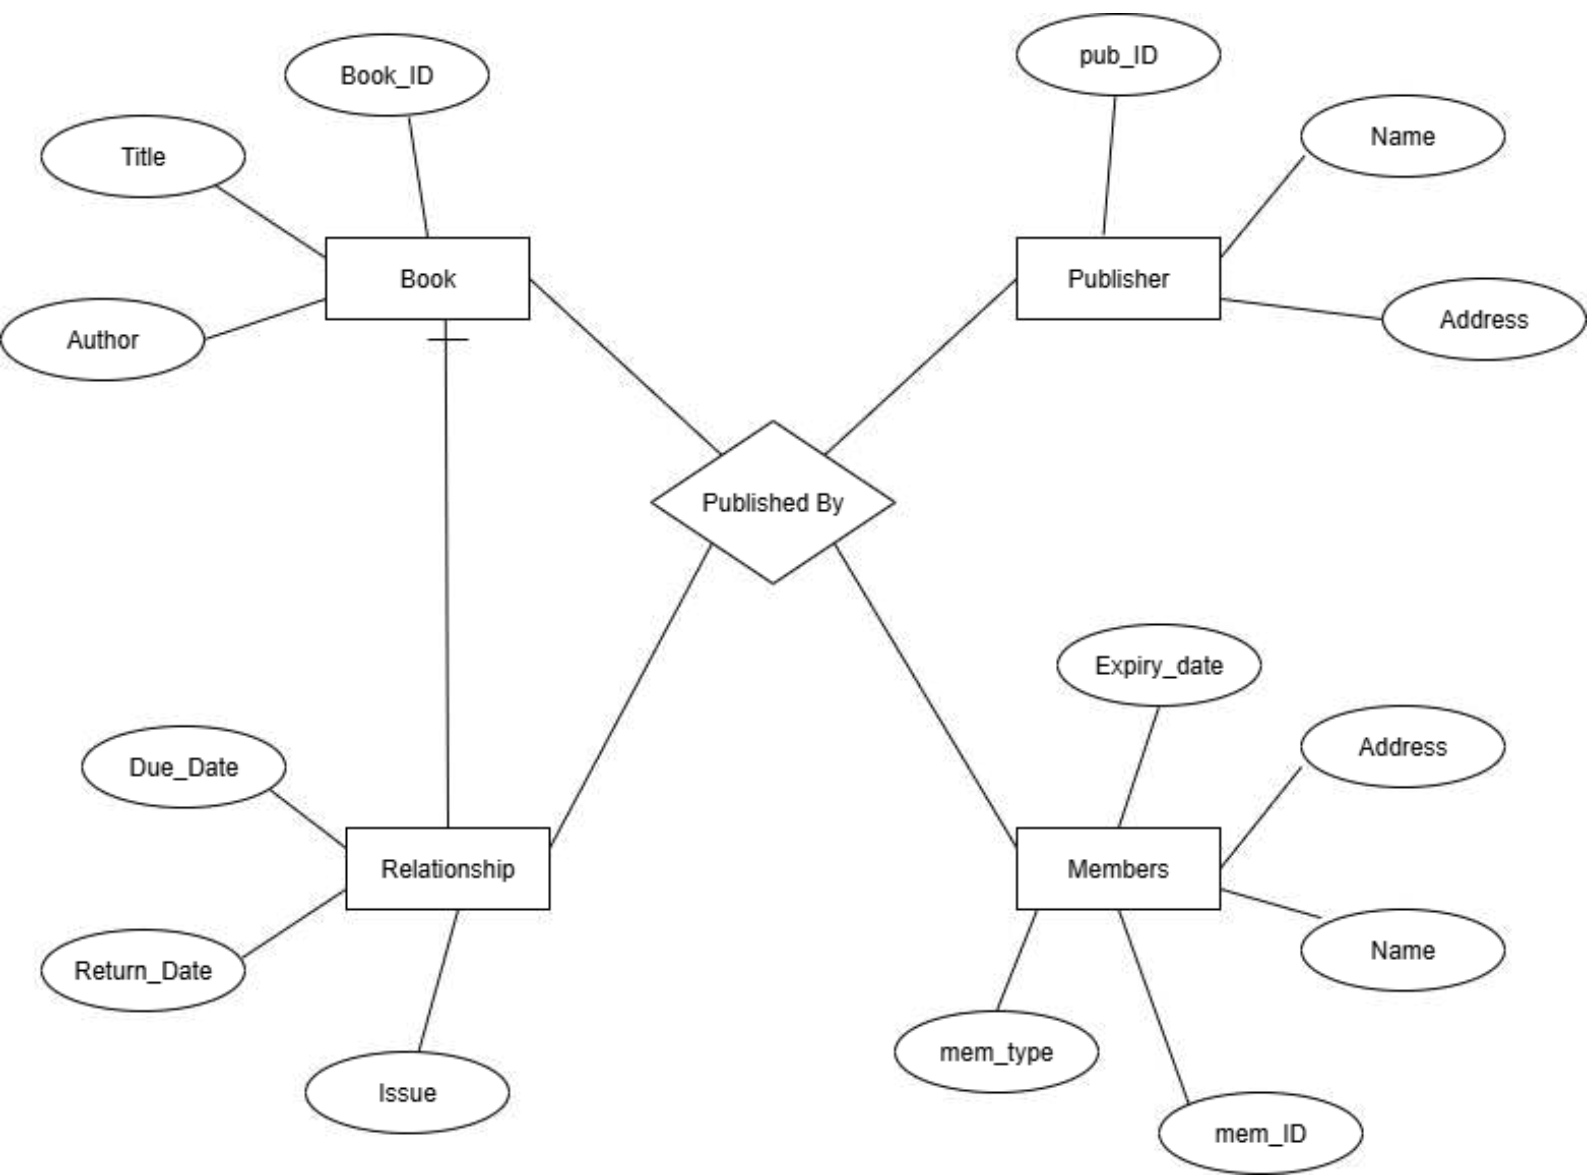 pub_ID
Book_ID
Name
Title
Book
Publisher
Address
Author
Published By
Expiry_date
Address
Due_Date
Relationship
Members
Name
Return_Date
mem_type
Issue
mem_ID